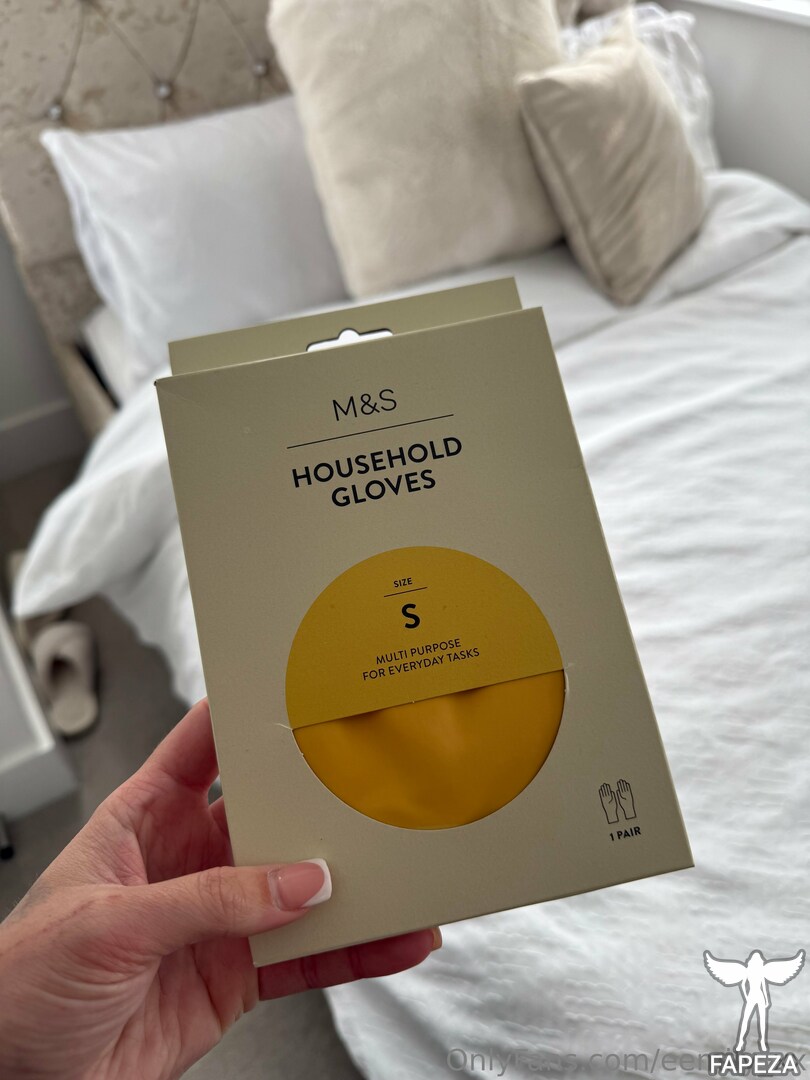 M&S
HOUSEHOLD
GLOVES
SIZE
S
MULTI PURPOSE
FOR EVERYDAY TASKS
1 PAIR
FAPEZA